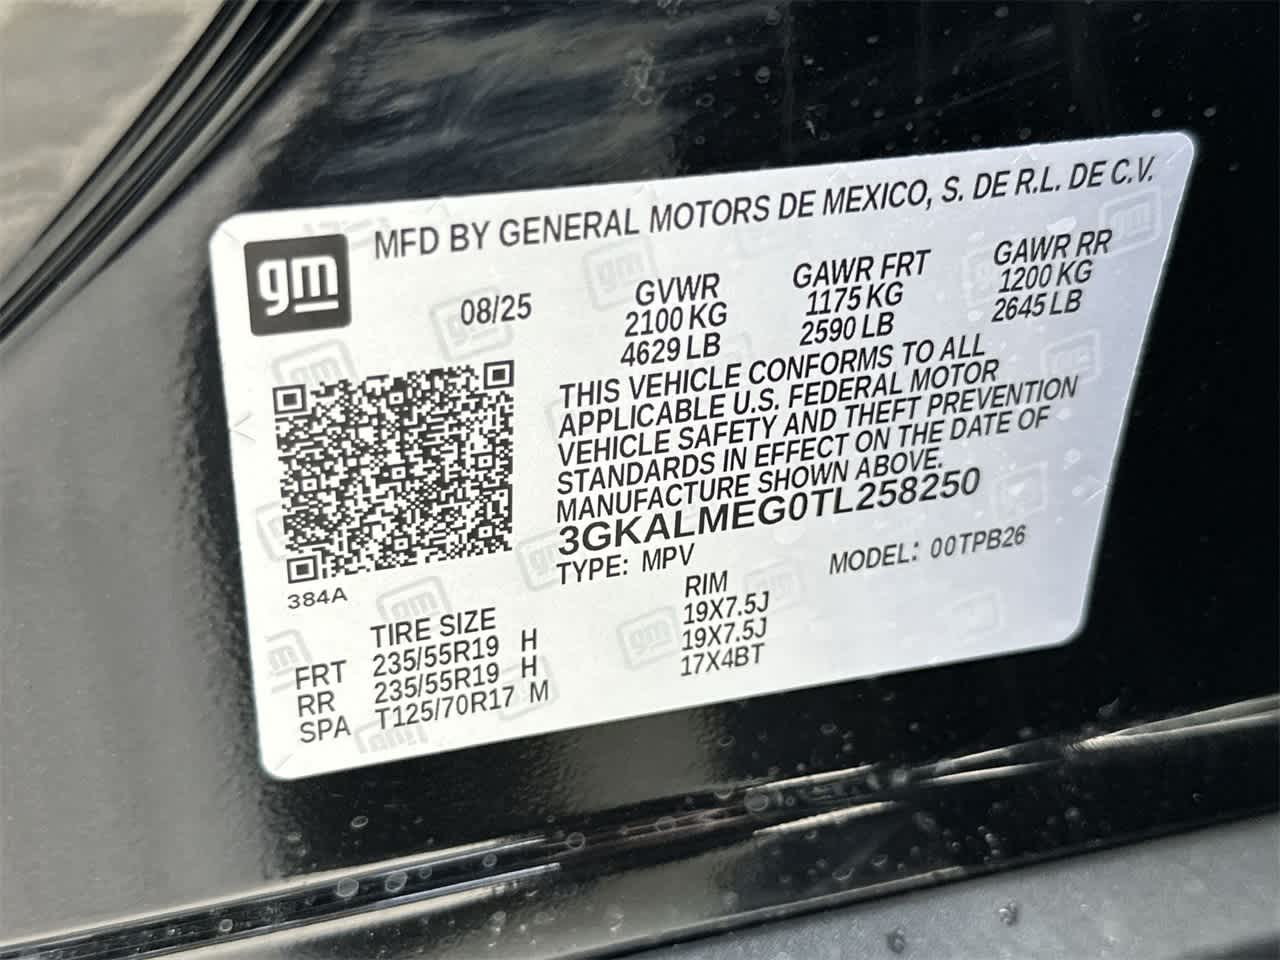 gm
MFD BY GENERAL MOTORS DE MEXICO, S. DE R.L. DE C.V.
08/25
GVWR
2100 KG
4629 LB
GAWR FRT
1175 KG
2590 LB
GAWR RR
1200 KG
2645 LB
THIS VEHICLE CONFORMS TO ALL
APPLICABLE U.S. FEDERAL MOTOR
VEHICLE SAFETY AND THEFT PREVENTION
STANDARDS IN EFFECT ON THE DATE OF
MANUFACTURE SHOWN ABOVE.
3GKALMEG0TL258250
TYPE: MPV MODEL: 00TPB26
384A
TIRE SIZE RIM
FRT 235/55R19 H 19X7.5J
RR 235/55R19 H 19X7.5J
SPA T125/70R17 M 17X4BT